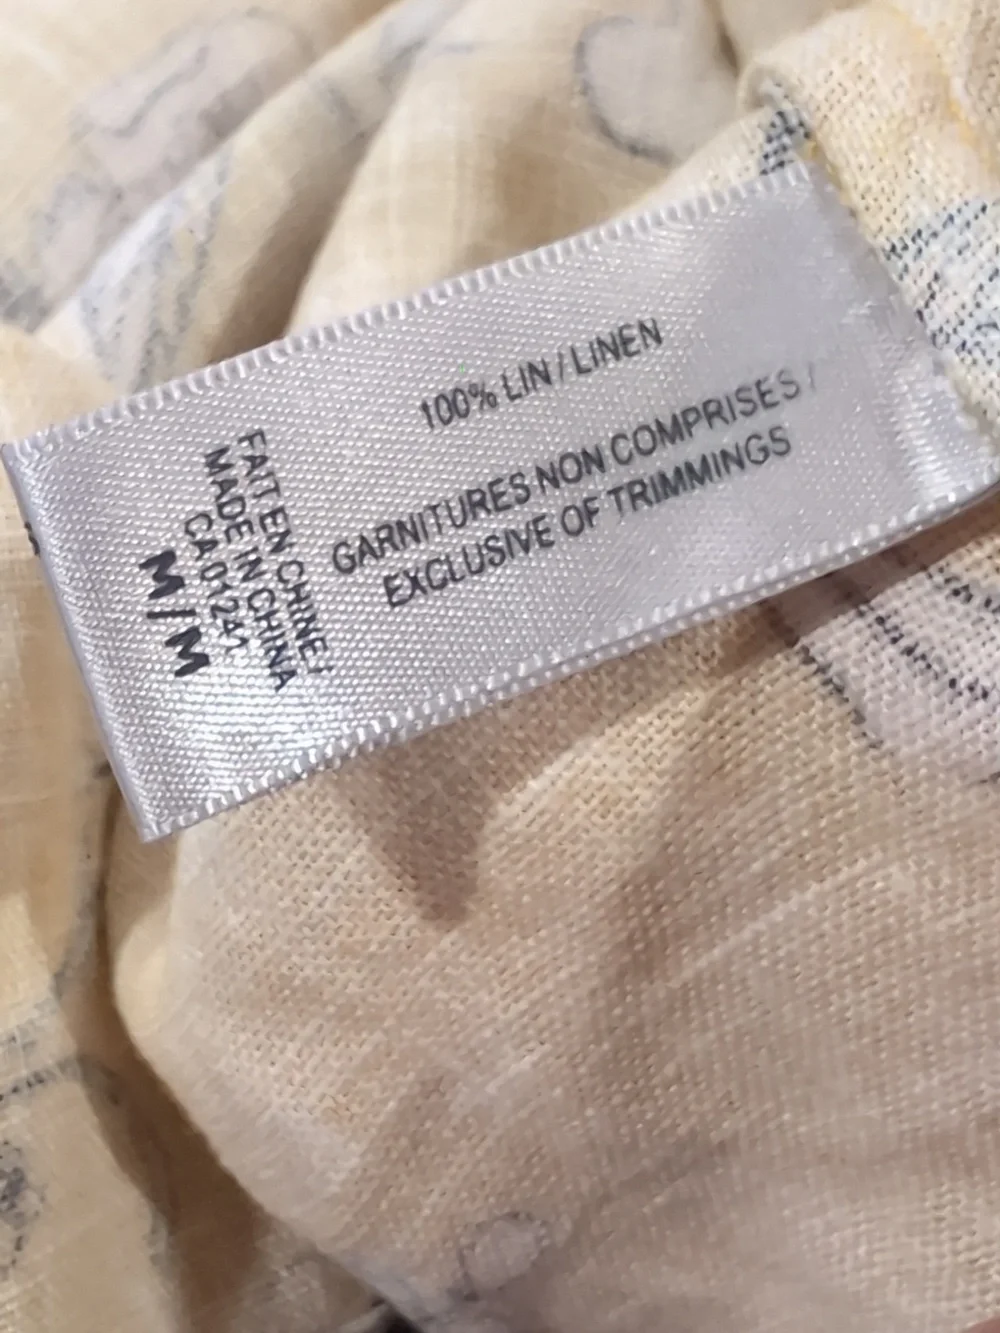 100% LIN / LINEN
GARNITURES NON COMPRISES /
EXCLUSIVE OF TRIMMINGS
FAIT EN CHINE /
MADE IN CHINA
CA 01241
M / M